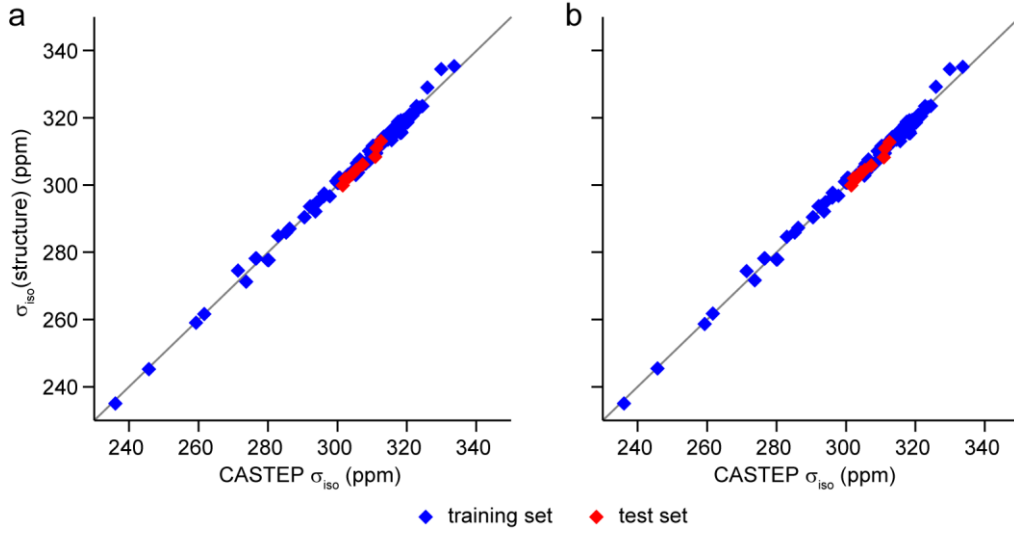 a
b
340
320
300
280
260
240
σiso(structure) (ppm)
240 260 280 300 320 340
240 260 280 300 320 340
CASTEP σiso (ppm)
CASTEP σiso (ppm)
training set
test set